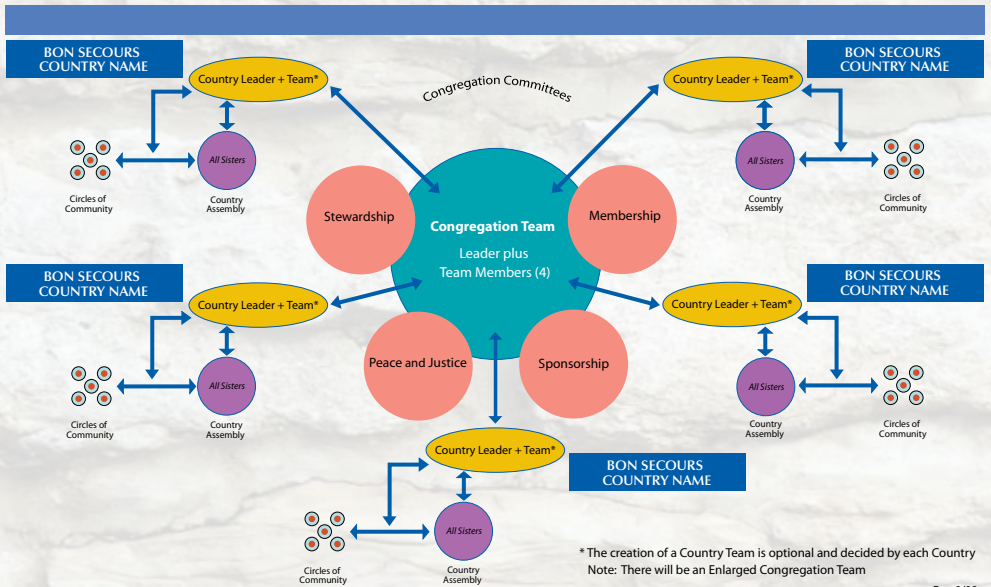 BON SECOURS
COUNTRY NAME
Country Leader + Team*
All Sisters
Circles of
Community
Country
Assembly
Congregation Committees
BON SECOURS
COUNTRY NAME
Country Leader + Team*
All Sisters
Country
Assembly
Circles of
Community
Stewardship
Membership
Congregation Team
Leader plus
Team Members (4)
Peace and Justice
Sponsorship
BON SECOURS
COUNTRY NAME
Country Leader + Team*
All Sisters
Circles of
Community
Country
Assembly
BON SECOURS
COUNTRY NAME
Country Leader + Team*
All Sisters
Country
Assembly
Circles of
Community
Country Leader + Team*
BON SECOURS
COUNTRY NAME
All Sisters
Circles of
Community
Country
Assembly
* The creation of a Country Team is optional and decided by each Country
Note: There will be an Enlarged Congregation Team